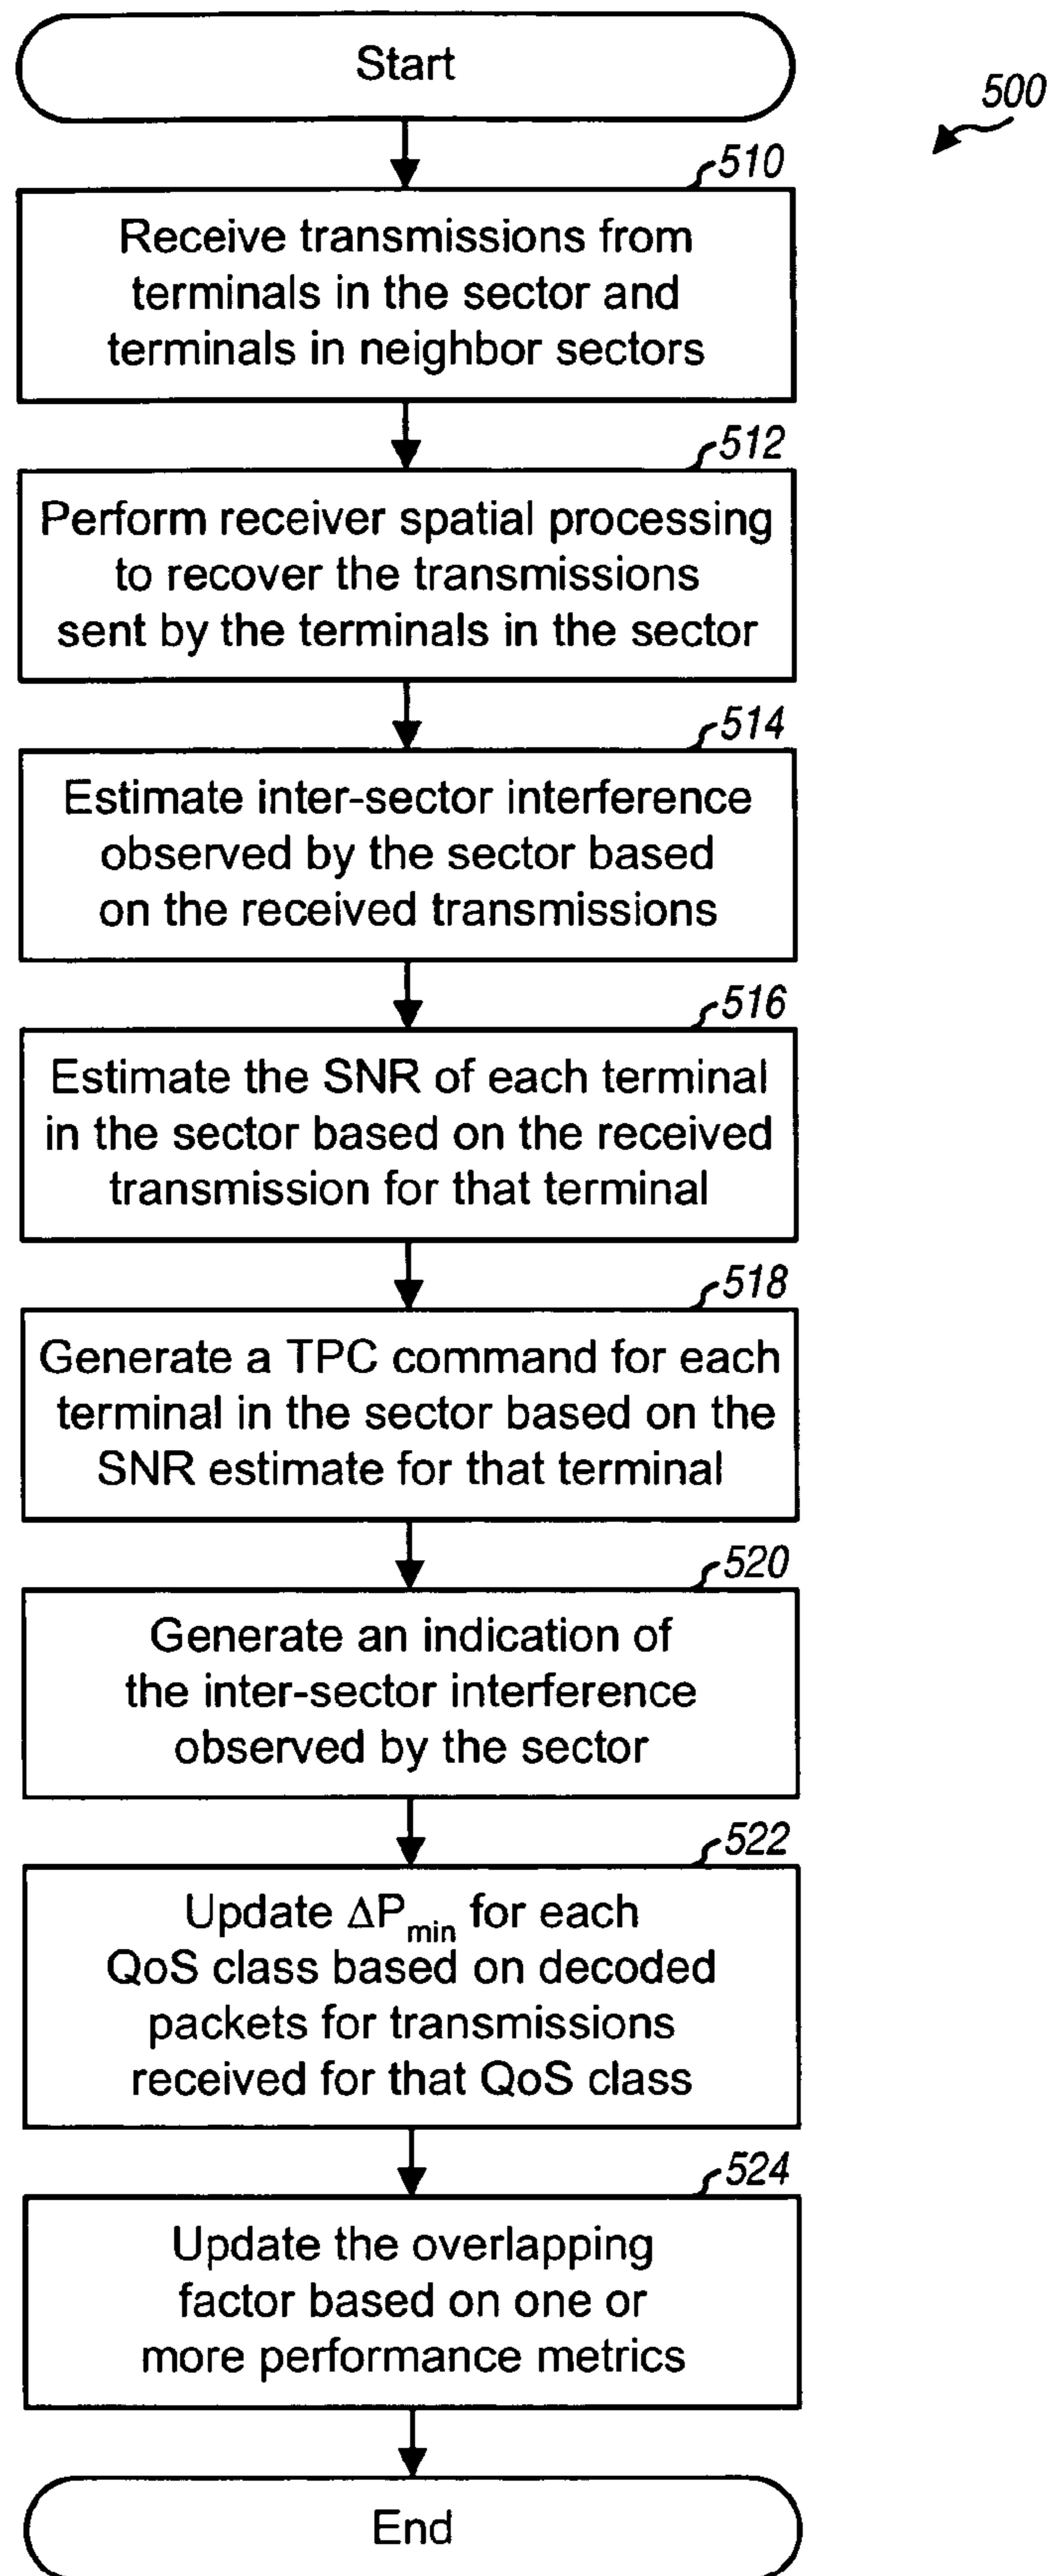 Start
500
510
Receive transmissions from
terminals in the sector and
terminals in neighbor sectors
512
Perform receiver spatial processing
to recover the transmissions
sent by the terminals in the sector
514
Estimate inter-sector interference
observed by the sector based
on the received transmissions
516
Estimate the SNR of each terminal
in the sector based on the received
transmission for that terminal
518
Generate a TPC command for each
terminal in the sector based on the
SNR estimate for that terminal
520
Generate an indication of
the inter-sector interference
observed by the sector
522
Update ΔPmin for each
QoS class based on decoded
packets for transmissions
received for that QoS class
524
Update the overlapping
factor based on one or
more performance metrics
End